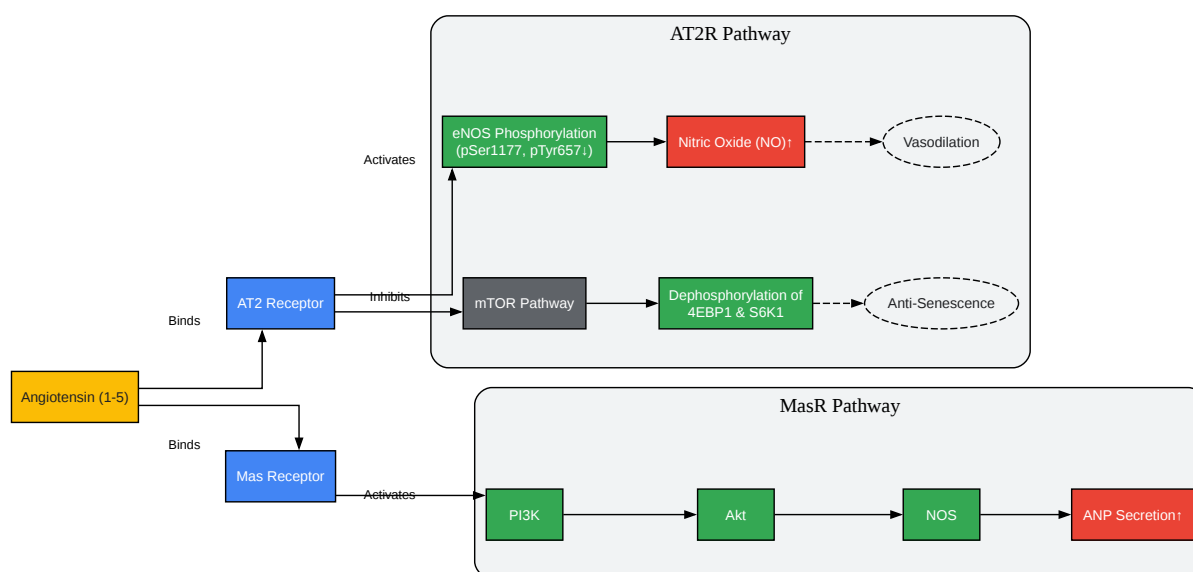 AT2R Pathway
eNOS Phosphorylation
(pSer1177, pTyr657↓)
Nitric Oxide (NO)↑
Vasodilation
Activates
AT2 Receptor
Inhibits
mTOR Pathway
Dephosphorylation of
4EBP1 & S6K1
Anti-Senescence
Binds
Angiotensin (1-5)
MasR Pathway
Binds
Mas Receptor
Activates
PI3K
Akt
NOS
ANP Secretion↑